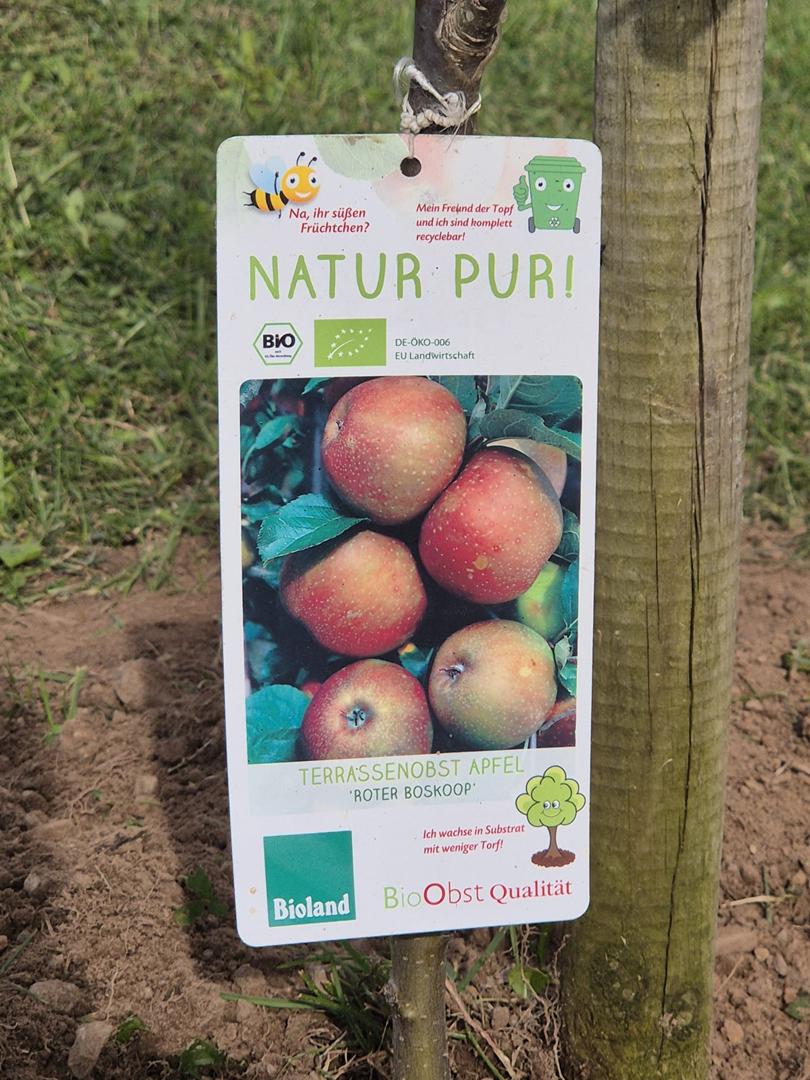 Na, ihr süßen
Früchtchen?
Mein Freund der Topf
und ich sind komplett
recyclebar!
NATUR PUR!
BIO
DE-ÖKO-006
EU Landwirtschaft
TERRASSENOBST APFEL
'ROTER BOSKOOP'
Ich wachse in Substrat
mit weniger Torf!
Bioland
BioObst Qualität